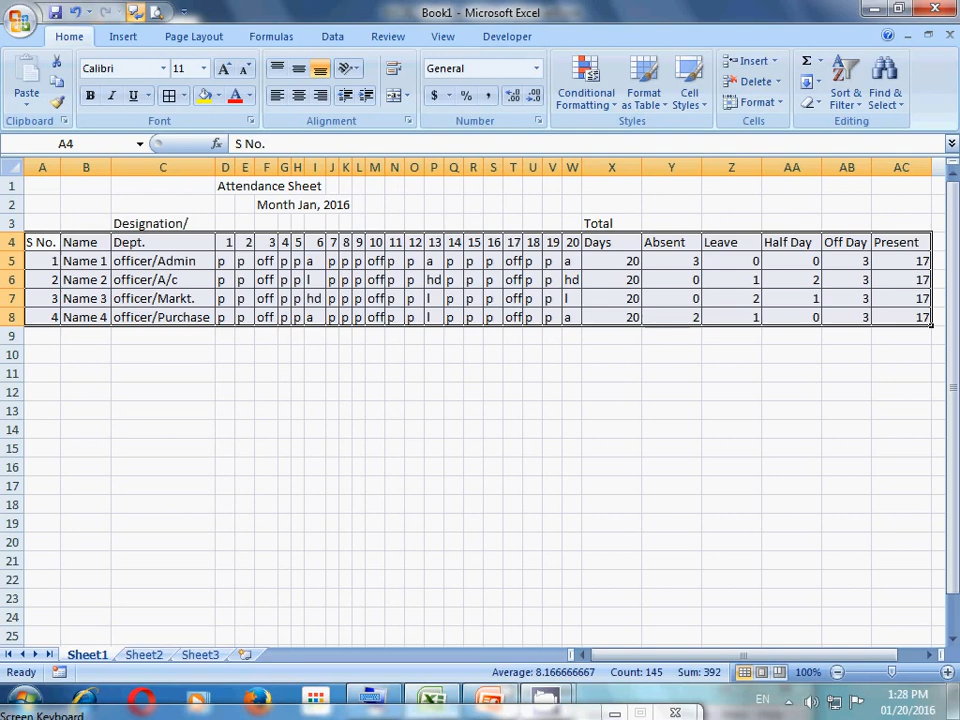 Book1 - Microsoft Excel
Home Insert Page Layout Formulas Data Review View Developer
Calibri 11 General Insert Σ
Paste B I U A $ % , Conditional Formatting Format as Table Cell Styles Delete Format Sort & Filter Find & Select
Clipboard Font Alignment Number Styles Cells Editing
A4 fx S No.
A B C D E F G H I J K L M N O P Q R S T U V W X Y Z AA AB AC
1 Attendance Sheet
2 Month Jan, 2016
3 Designation/ Total
4 S No. Name Dept. 1 2 3 4 5 6 7 8 9 10 11 12 13 14 15 16 17 18 19 20 Days Absent Leave Half Day Off Day Present
5 1 Name 1 officer/Admin p p off p p a p p p off p p a p p p off p p a 20 3 0 0 3 17
6 2 Name 2 officer/A/c p p off p p l p p p off p p hd p p p off p p hd 20 0 1 2 3 17
7 3 Name 3 officer/Markt. p p off p p hd p p p off p p l p p p off p p l 20 0 2 1 3 17
8 4 Name 4 officer/Purchase p p off p p a p p p off p p l p p p off p p a 20 2 1 0 3 17
9
10
11
12
13
14
15
16
17
18
19
20
21
22
23
24
25
Sheet1 Sheet2 Sheet3
Ready Average: 8.166666667 Count: 145 Sum: 392 100%
EN 1:28 PM
01/20/2016
Screen Keyboard